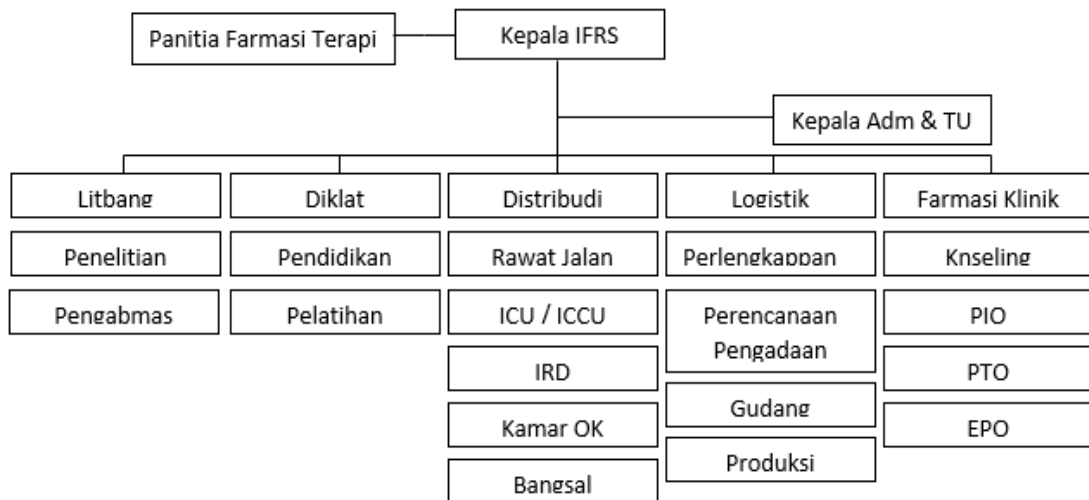 Panitia Farmasi Terapi
Kepala IFRS
Kepala Adm & TU
Litbang
Diklat
Distribudi
Logistik
Farmasi Klinik
Penelitian
Pendidikan
Rawat Jalan
Perlengkappan
Knseling
Pengabmas
Pelatihan
ICU / ICCU
Perencanaan
Pengadaan
PIO
IRD
PTO
Gudang
Kamar OK
EPO
Produksi
Bangsal